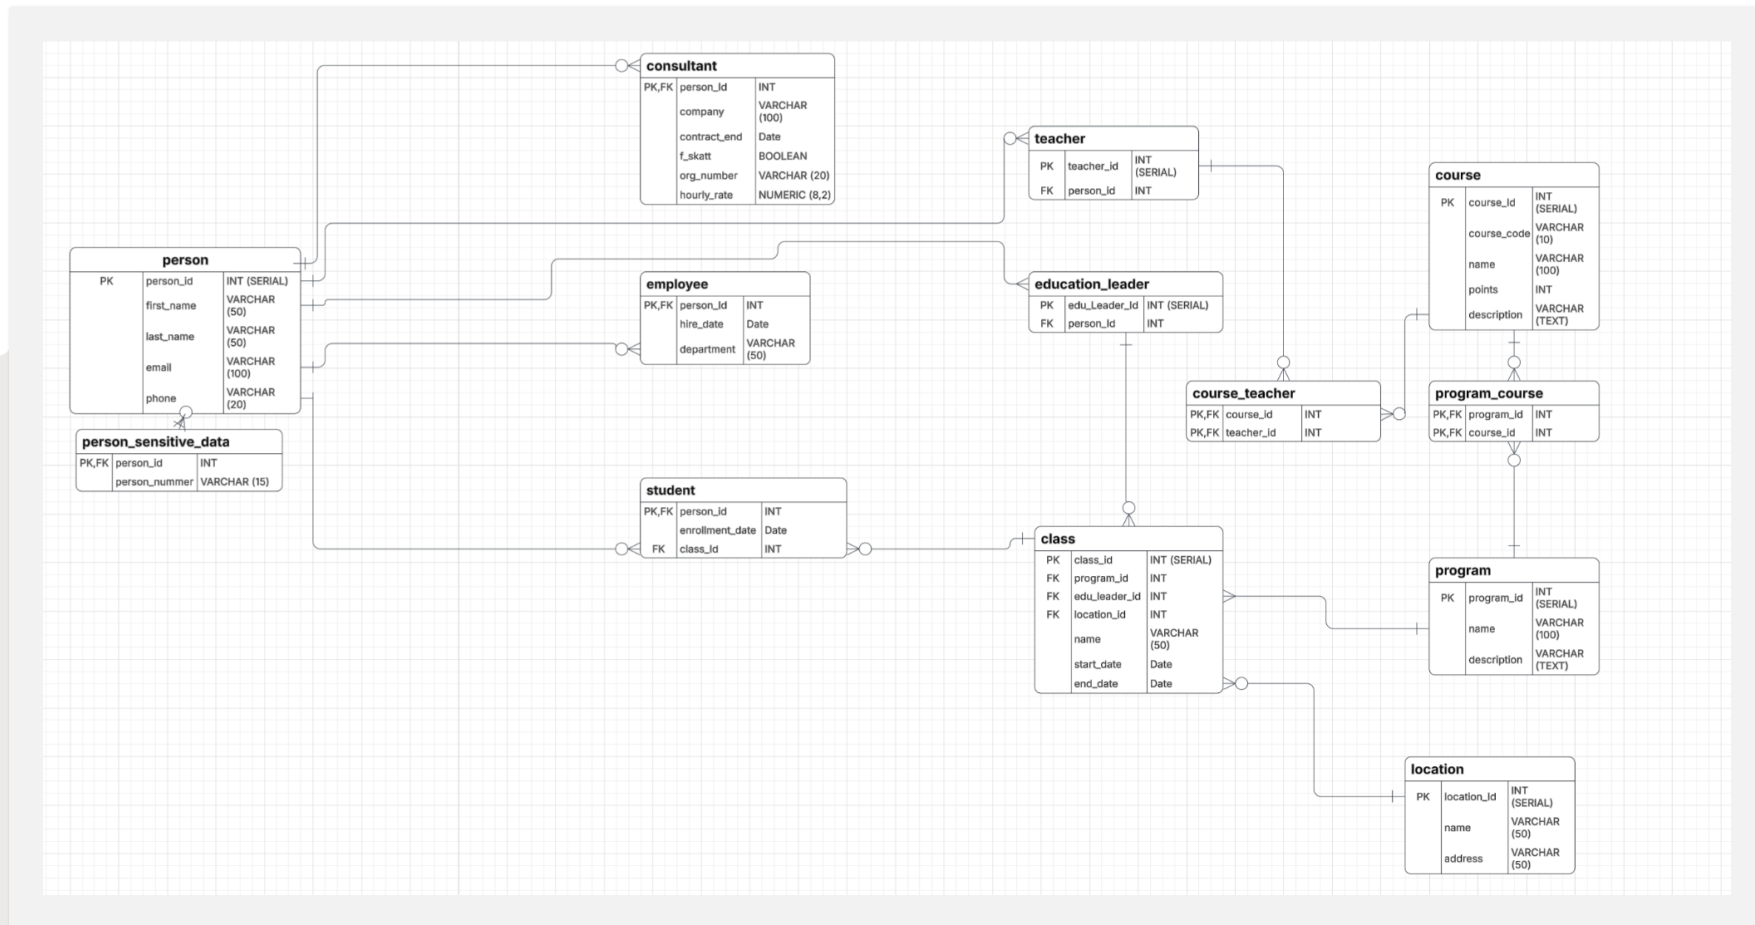 consultant
PK,FK person_Id INT
company VARCHAR
(100)
contract_end Date
f_skatt BOOLEAN
org_number VARCHAR (20)
hourly_rate NUMERIC (8,2)
teacher
PK teacher_id INT
(SERIAL)
FK person_id INT
course
PK course_Id INT
(SERIAL)
course_code VARCHAR
(10)
name VARCHAR
(100)
points INT
description VARCHAR
(TEXT)
person
PK person_id INT (SERIAL)
first_name VARCHAR
(50)
last_name VARCHAR
(50)
email VARCHAR
(100)
phone VARCHAR
(20)
employee
PK,FK person_Id INT
hire_date Date
department VARCHAR
(50)
education_leader
PK edu_Leader_Id INT (SERIAL)
FK person_Id INT
course_teacher
PK,FK course_id INT
PK,FK teacher_id INT
program_course
PK,FK program_id INT
PK,FK course_id INT
person_sensitive_data
PK,FK person_id INT
person_nummer VARCHAR (15)
student
PK,FK person_id INT
enrollment_date Date
FK class_Id INT
class
PK class_id INT (SERIAL)
FK program_id INT
FK edu_leader_id INT
FK location_id INT
name VARCHAR
(50)
start_date Date
end_date Date
program
PK program_id INT
(SERIAL)
name VARCHAR
(100)
description VARCHAR
(TEXT)
location
PK location_Id INT
(SERIAL)
name VARCHAR
(50)
address VARCHAR
(50)